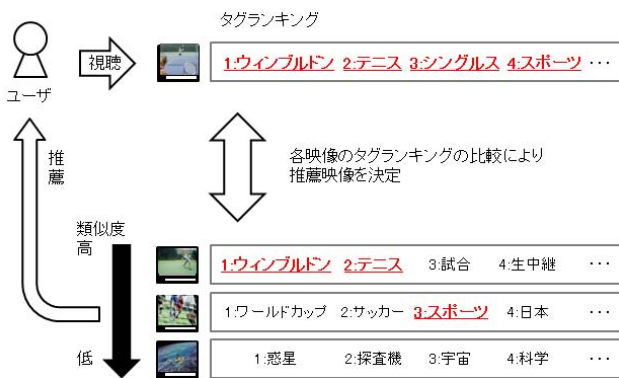 タグランキング
視聴
1:ウィンブルドン 2:テニス 3:シングルス 4:スポーツ ···
ユーザ
推薦
各映像のタグランキングの比較により
推薦映像を決定
類似度
高
1:ウィンブルドン 2:テニス 3:試合 4:生中継 ···
1:ワールドカップ 2:サッカー 3:スポーツ 4:日本 ···
低
1:惑星 2:探査機 3:宇宙 4:科学 ···